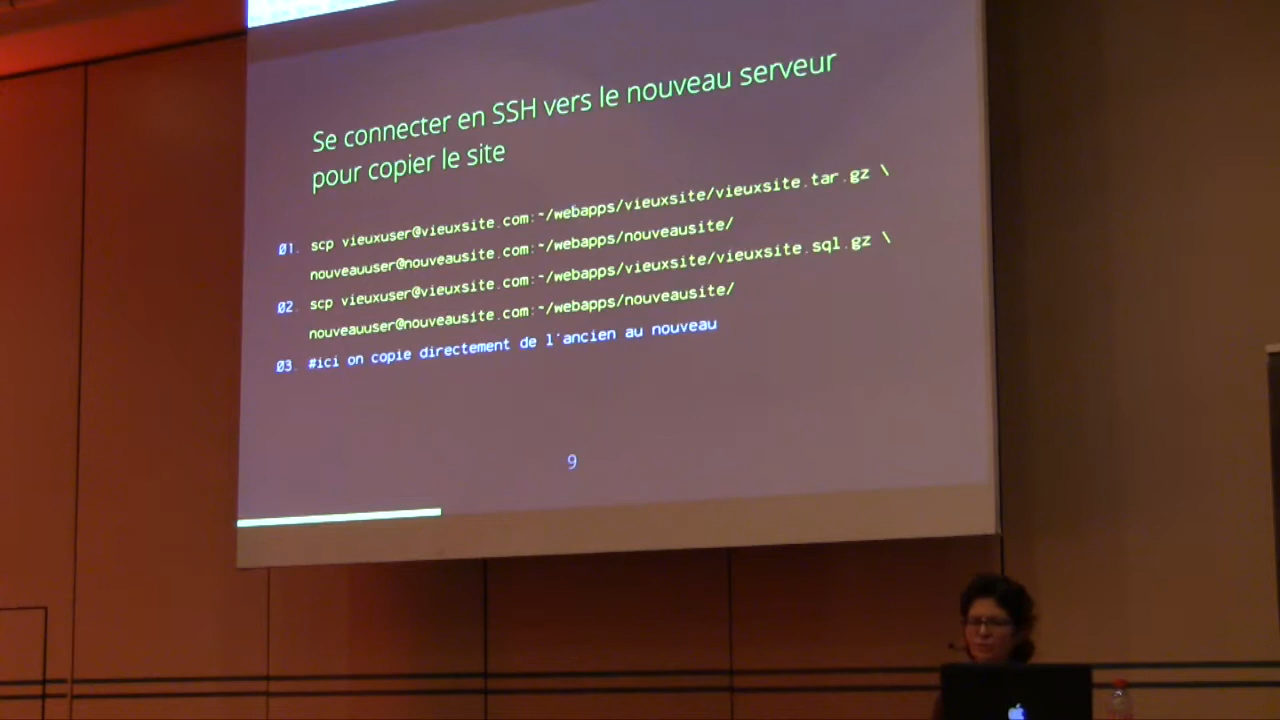 Se connecter en SSH vers le nouveau serveur
pour copier le site
01. scp vieuxuser@vieuxsite.com:~/webapps/vieuxsite/vieuxsite.tar.gz \
nouveauuser@nouveausite.com:~/webapps/nouveausite/
02. scp vieuxuser@vieuxsite.com:~/webapps/vieuxsite/vieuxsite.sql.gz \
nouveauuser@nouveausite.com:~/webapps/nouveausite/
03. #ici on copie directement de l'ancien au nouveau
9